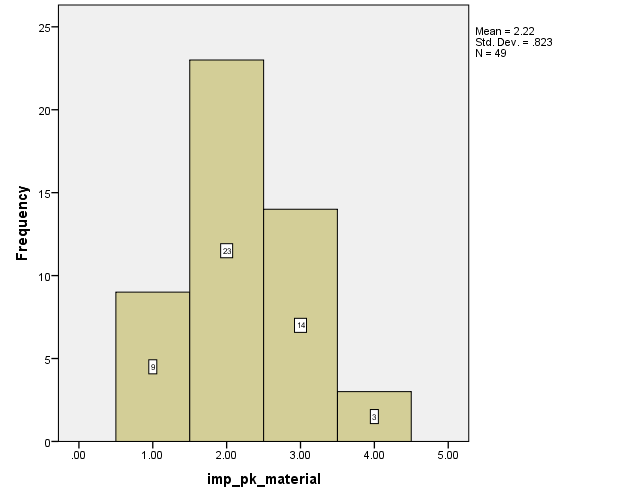 Mean = 2.22
Std. Dev. = .823
N = 49
25
20
15
10
5
0
Frequency
9
23
14
3
.00 1.00 2.00 3.00 4.00 5.00
imp_pk_material